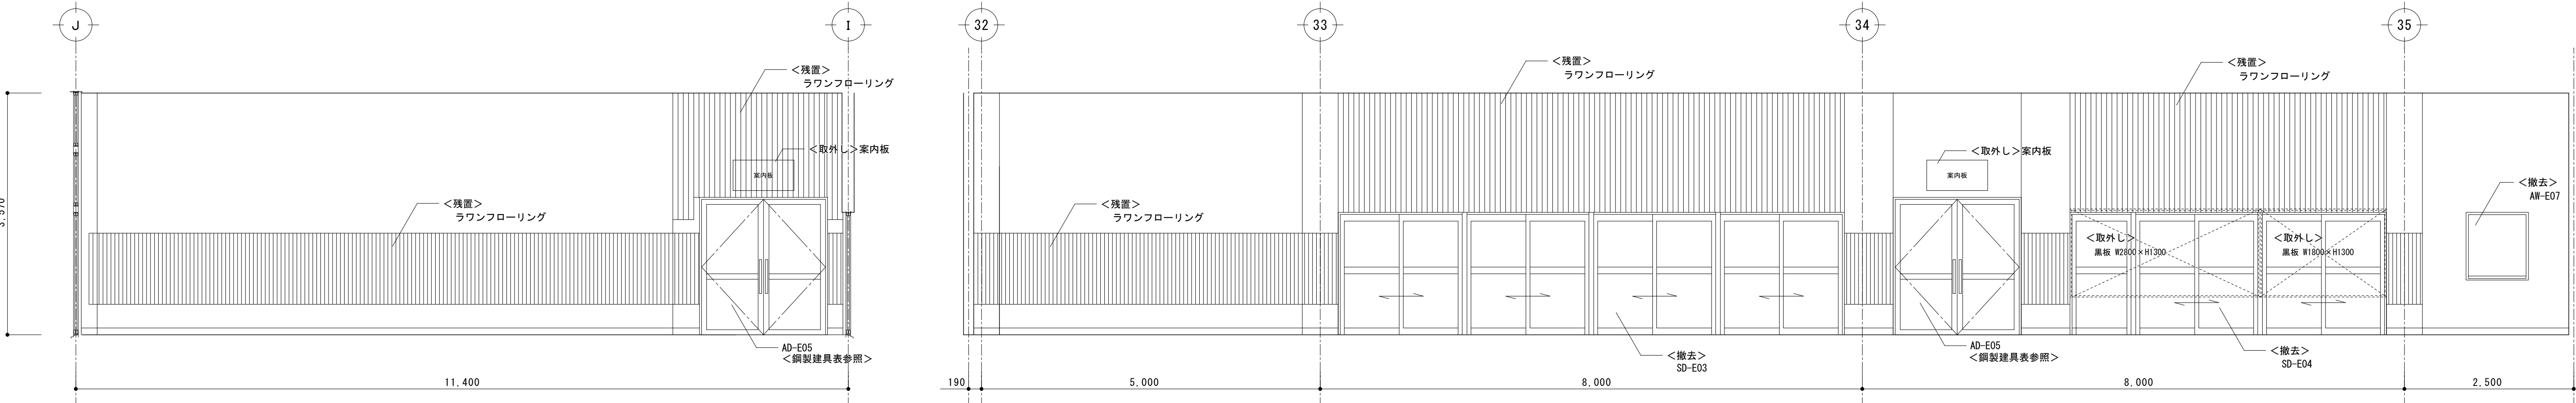 J
I
32
33
34
35
＜残置＞
ラワンフローリング
＜取外し＞案内板
案内板
＜残置＞
ラワンフローリング
AD-E05
＜鋼製建具表参照＞
11,400
＜残置＞
ラワンフローリング
＜残置＞
ラワンフローリング
＜撤去＞
SD-E03
＜取外し＞案内板
案内板
AD-E05
＜鋼製建具表参照＞
＜残置＞
ラワンフローリング
＜取外し＞
黒板 W2800×H1300
＜取外し＞
黒板 W1800×H1300
＜撤去＞
SD-E04
＜撤去＞
AW-E07
190
5,000
8,000
8,000
2,500